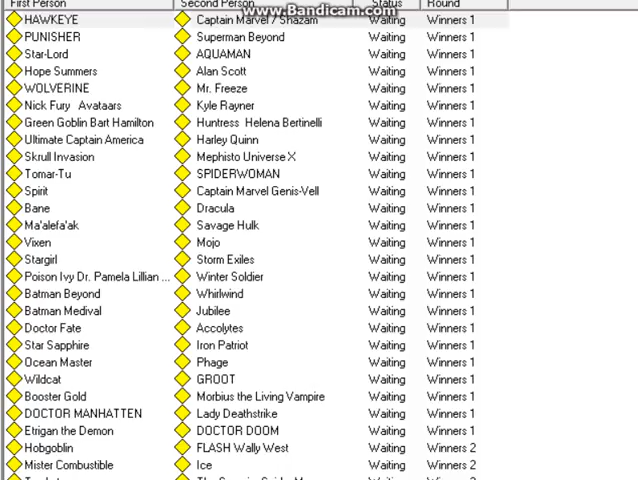 First Person Second Person Status Round
www.Bandicam.com
HAWKEYE Captain Marvel / Shazam Waiting Winners 1
PUNISHER Superman Beyond Waiting Winners 1
Star-Lord AQUAMAN Waiting Winners 1
Hope Summers Alan Scott Waiting Winners 1
WOLVERINE Mr. Freeze Waiting Winners 1
Nick Fury Avataars Kyle Rayner Waiting Winners 1
Green Goblin Bart Hamilton Huntress Helena Bertinelli Waiting Winners 1
Ultimate Captain America Harley Quinn Waiting Winners 1
Skrull Invasion Mephisto Universe X Waiting Winners 1
Tomar-Tu SPIDERWOMAN Waiting Winners 1
Spirit Captain Marvel Genis-Vell Waiting Winners 1
Bane Dracula Waiting Winners 1
Ma'alefa'ak Savage Hulk Waiting Winners 1
Vixen Mojo Waiting Winners 1
Stargirl Storm Exiles Waiting Winners 1
Poison Ivy Dr. Pamela Lillian ... Winter Soldier Waiting Winners 1
Batman Beyond Whirlwind Waiting Winners 1
Batman Medival Jubilee Waiting Winners 1
Doctor Fate Accolytes Waiting Winners 1
Star Sapphire Iron Patriot Waiting Winners 1
Ocean Master Phage Waiting Winners 1
Wildcat GROOT Waiting Winners 1
Booster Gold Morbius the Living Vampire Waiting Winners 1
DOCTOR MANHATTEN Lady Deathstrike Waiting Winners 1
Etrigan the Demon DOCTOR DOOM Waiting Winners 1
Hobgoblin FLASH Wally West Waiting Winners 2
Mister Combustible Ice Waiting Winners 2